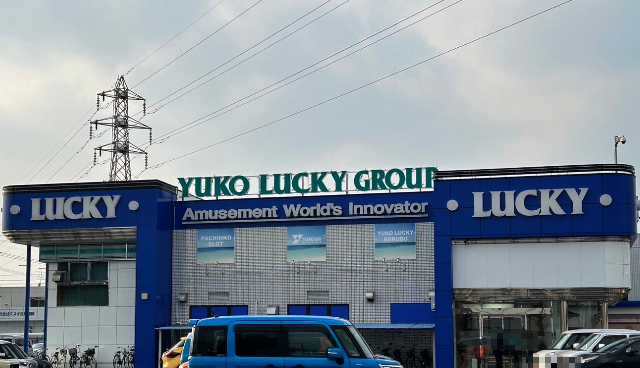 YUKO LUCKY GROUP
LUCKY
Amusement World's Innovator
LUCKY
PACHINKO
SLOT
YUKO LUCKY
KOKUBU